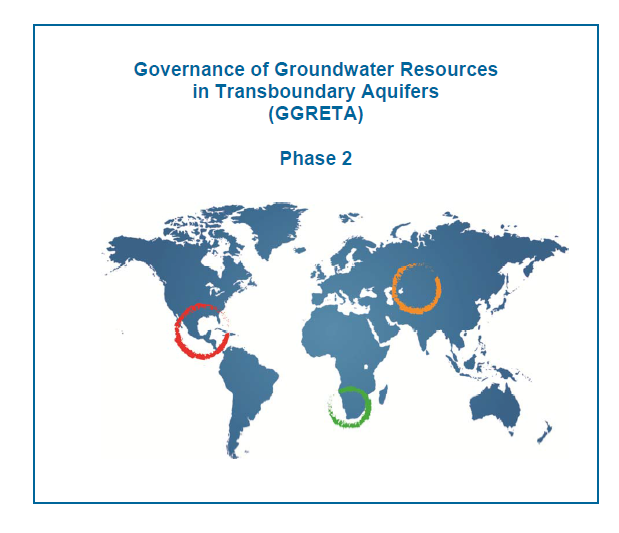 Governance of Groundwater Resources
in Transboundary Aquifers
(GGRETA)
Phase 2